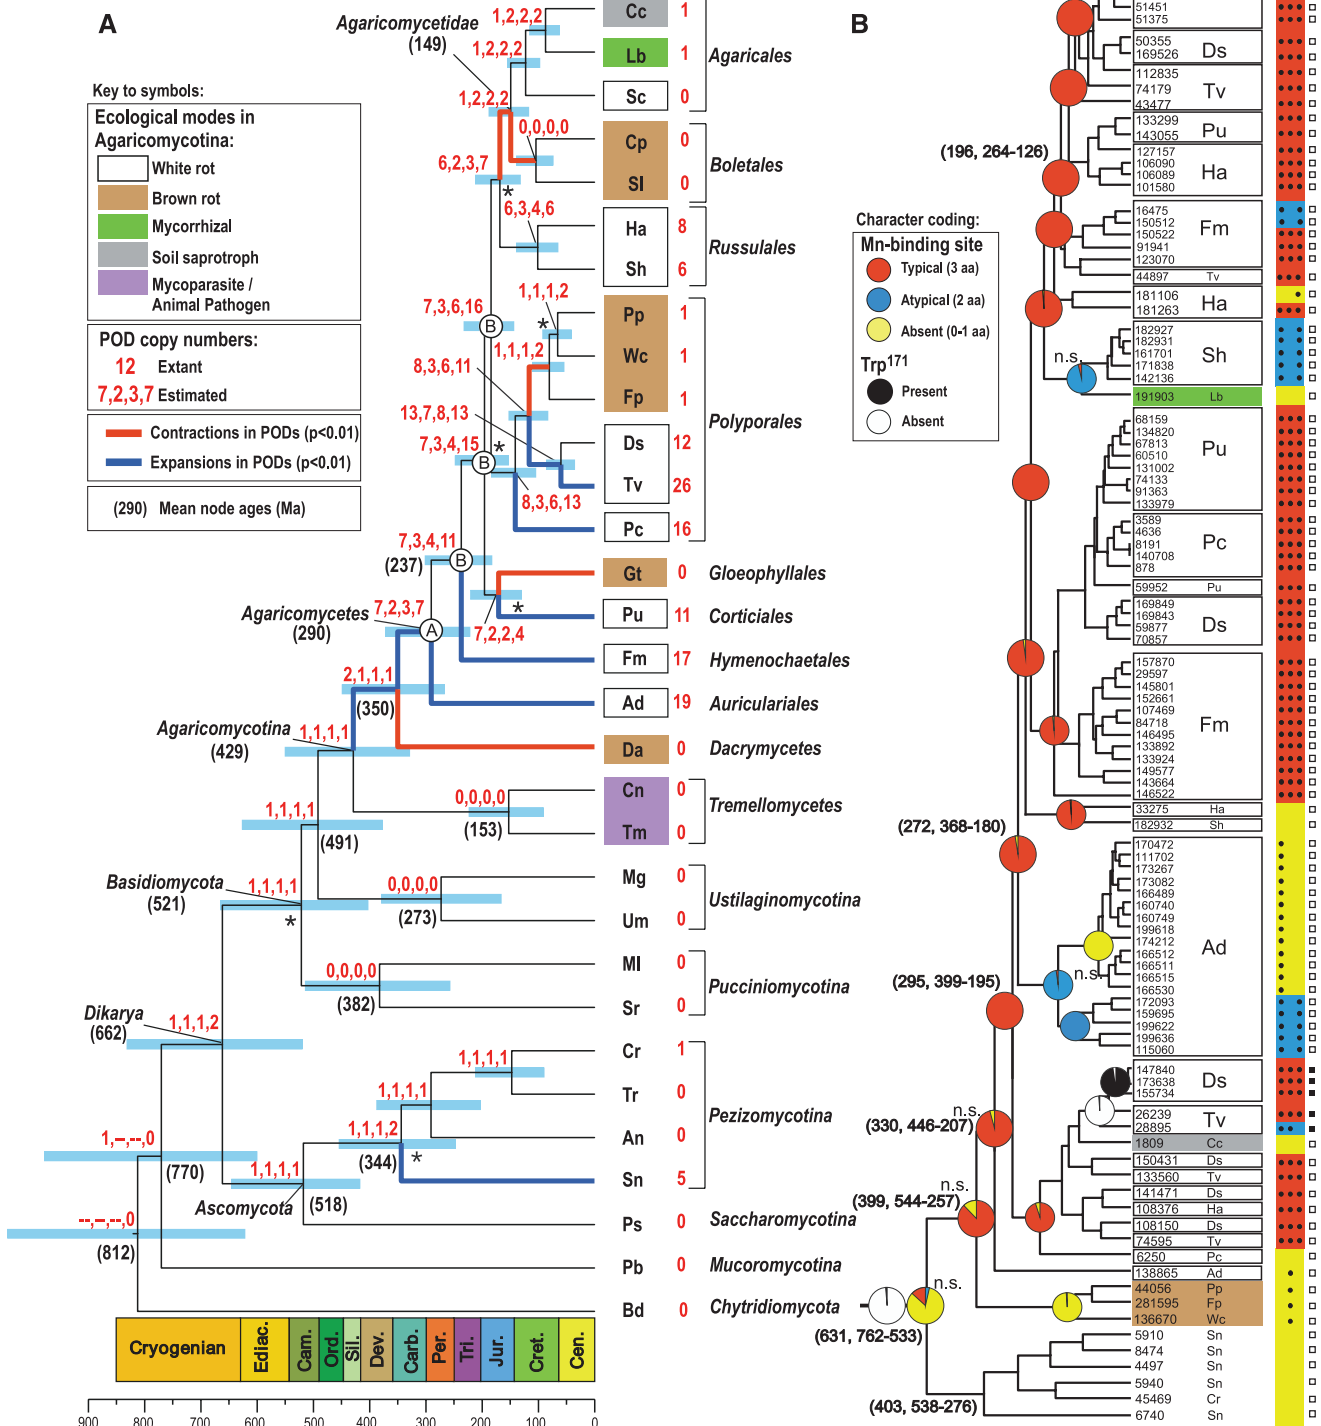 A
Agaricomycetidae
(149)
Key to symbols:
Ecological modes in
Agaricomycotina:
White rot
Brown rot
Mycorrhizal
Soil saprotroph
Mycoparasite /
Animal Pathogen
POD copy numbers:
12 Extant
7,2,3,7 Estimated
Contractions in PODs (p<0.01)
Expansions in PODs (p<0.01)
(290) Mean node ages (Ma)
1,2,2,2
1,2,2,2
1,2,2,2
0,0,0,0
6,2,3,7
*
6,3,4,6
7,3,6,16
B
1,1,1,2
*
1,1,1,2
8,3,6,11
13,7,8,13
7,3,4,15
*
B
8,3,6,13
7,3,4,11
B
(237)
7,2,3,7
Agaricomycetes
(290)
A
*
7,2,2,4
2,1,1,1
(350)
Agaricomycotina
(429)
1,1,1,1
0,0,0,0
(153)
1,1,1,1
(491)
Basidiomycota
(521)
1,1,1,1
*
0,0,0,0
(273)
0,0,0,0
(382)
Dikarya
(662)
1,1,1,2
1,1,1,1
1,1,1,1
1,1,1,2
(344)
*
1,–,--,0
(770)
1,1,1,1
Ascomycota
(518)
--,–,--,0
(812)
Cc 1
Lb 1
Sc 0
Agaricales
Cp 0
Sl 0
Boletales
Ha 8
Sh 6
Russulales
Pp 1
Wc 1
Fp 1
Ds 12
Tv 26
Pc 16
Polyporales
Gt 0 Gloeophyllales
Pu 11 Corticiales
Fm 17 Hymenochaetales
Ad 19 Auriculariales
Da 0 Dacrymycetes
Cn 0
Tm 0
Tremellomycetes
Mg 0
Um 0
Ustilaginomycotina
Ml 0
Sr 0
Pucciniomycotina
Cr 1
Tr 0
An 0
Sn 5
Pezizomycotina
Ps 0 Saccharomycotina
Pb 0 Mucoromycotina
Bd 0 Chytridiomycota
Cryogenian
Ediac.
Cam.
Ord.
Sil.
Dev.
Carb.
Per.
Tri.
Jur.
Cret.
Cen.
900 800 700 600 500 400 300 200 100 0
B
Character coding:
Mn-binding site
Typical (3 aa)
Atypical (2 aa)
Absent (0-1 aa)
Trp171
Present
Absent
(196, 264-126)
n.s.
(272, 368-180)
n.s.
(295, 399-195)
n.s.
(330, 446-207)
n.s.
(399, 544-257)
n.s.
(631, 762-533)
(403, 538-276)
51451
51375
50355
169526
Ds
112835
74179
43477
Tv
133299
143055
Pu
127157
106090
106089
101580
Ha
16475
150512
150522
91941
123070
Fm
44897 Tv
181106
181263
Ha
182927
182931
161701
171838
142136
Sh
191903 Lb
68159
134820
67813
60510
131002
74133
91363
133979
Pu
3589
4636
8191
140708
878
Pc
59952 Pu
169849
169843
59877
70857
Ds
157870
29597
145801
152661
107469
84718
146495
133892
133924
149577
143664
146522
Fm
33275 Ha
182932 Sh
170472
111702
173267
173082
166489
160740
160749
199618
174212
166512
166511
166515
166530
172093
159695
199622
199636
115060
Ad
147840
173638
155734
Ds
26239
28895
Tv
1809 Cc
150431 Ds
133560 Tv
141471 Ds
108376 Ha
108150 Ds
74595 Tv
6250 Pc
138865 Ad
44056 Pp
281595 Fp
136670 Wc
5910 Sn
8474 Sn
4497 Sn
5940 Sn
45469 Cr
6740 Sn